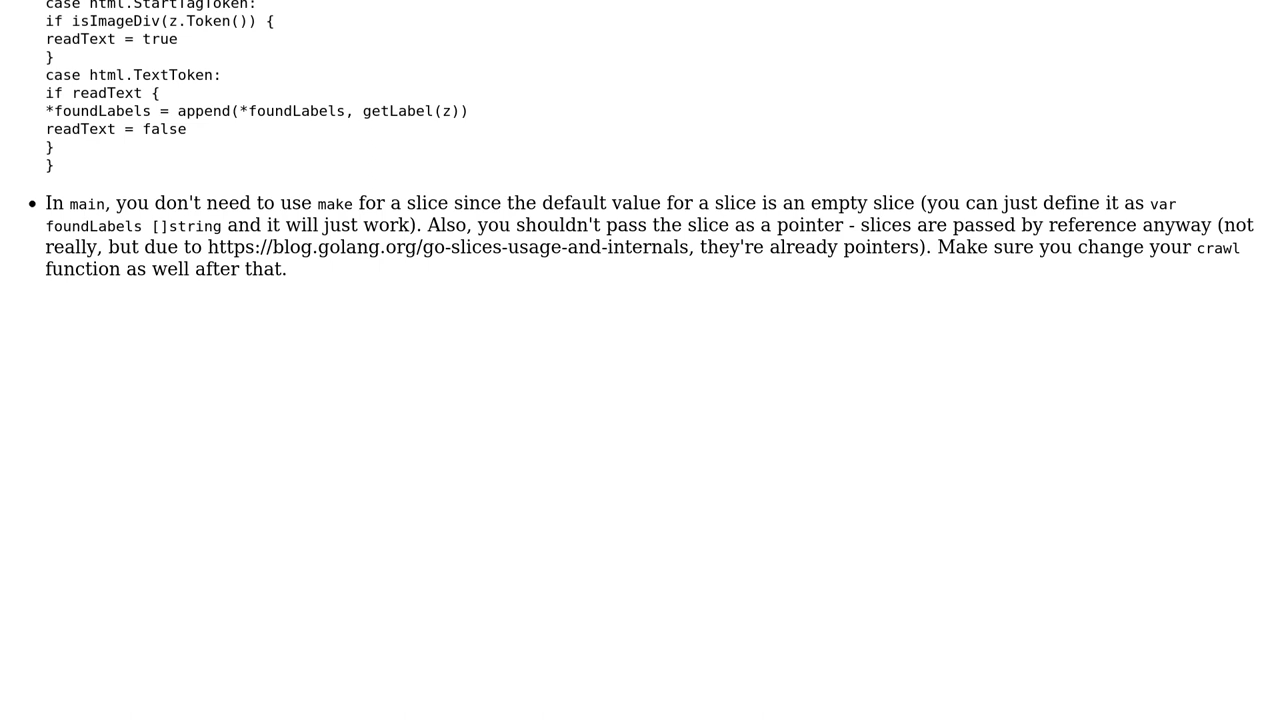 case html.StartTagToken:
if isImageDiv(z.Token()) {
readText = true
}
case html.TextToken:
if readText {
*foundLabels = append(*foundLabels, getLabel(z))
readText = false
}
}
• In main, you don't need to use make for a slice since the default value for a slice is an empty slice (you can just define it as var
foundLabels []string and it will just work). Also, you shouldn't pass the slice as a pointer - slices are passed by reference anyway (not
really, but due to https://blog.golang.org/go-slices-usage-and-internals, they're already pointers). Make sure you change your crawl
function as well after that.